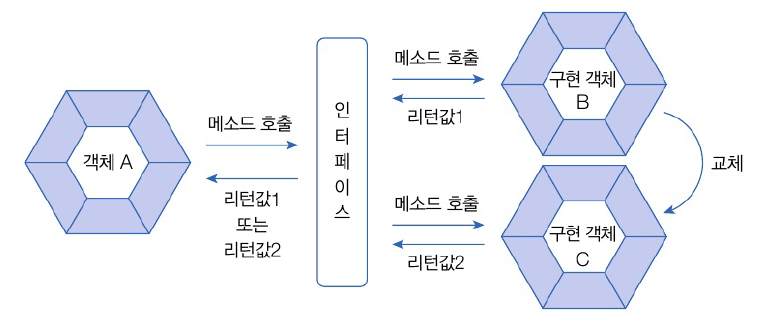 객체 A
메소드 호출
리턴값1
또는
리턴값2
인터페이스
메소드 호출
리턴값1
구현 객체
B
교체
메소드 호출
리턴값2
구현 객체
C